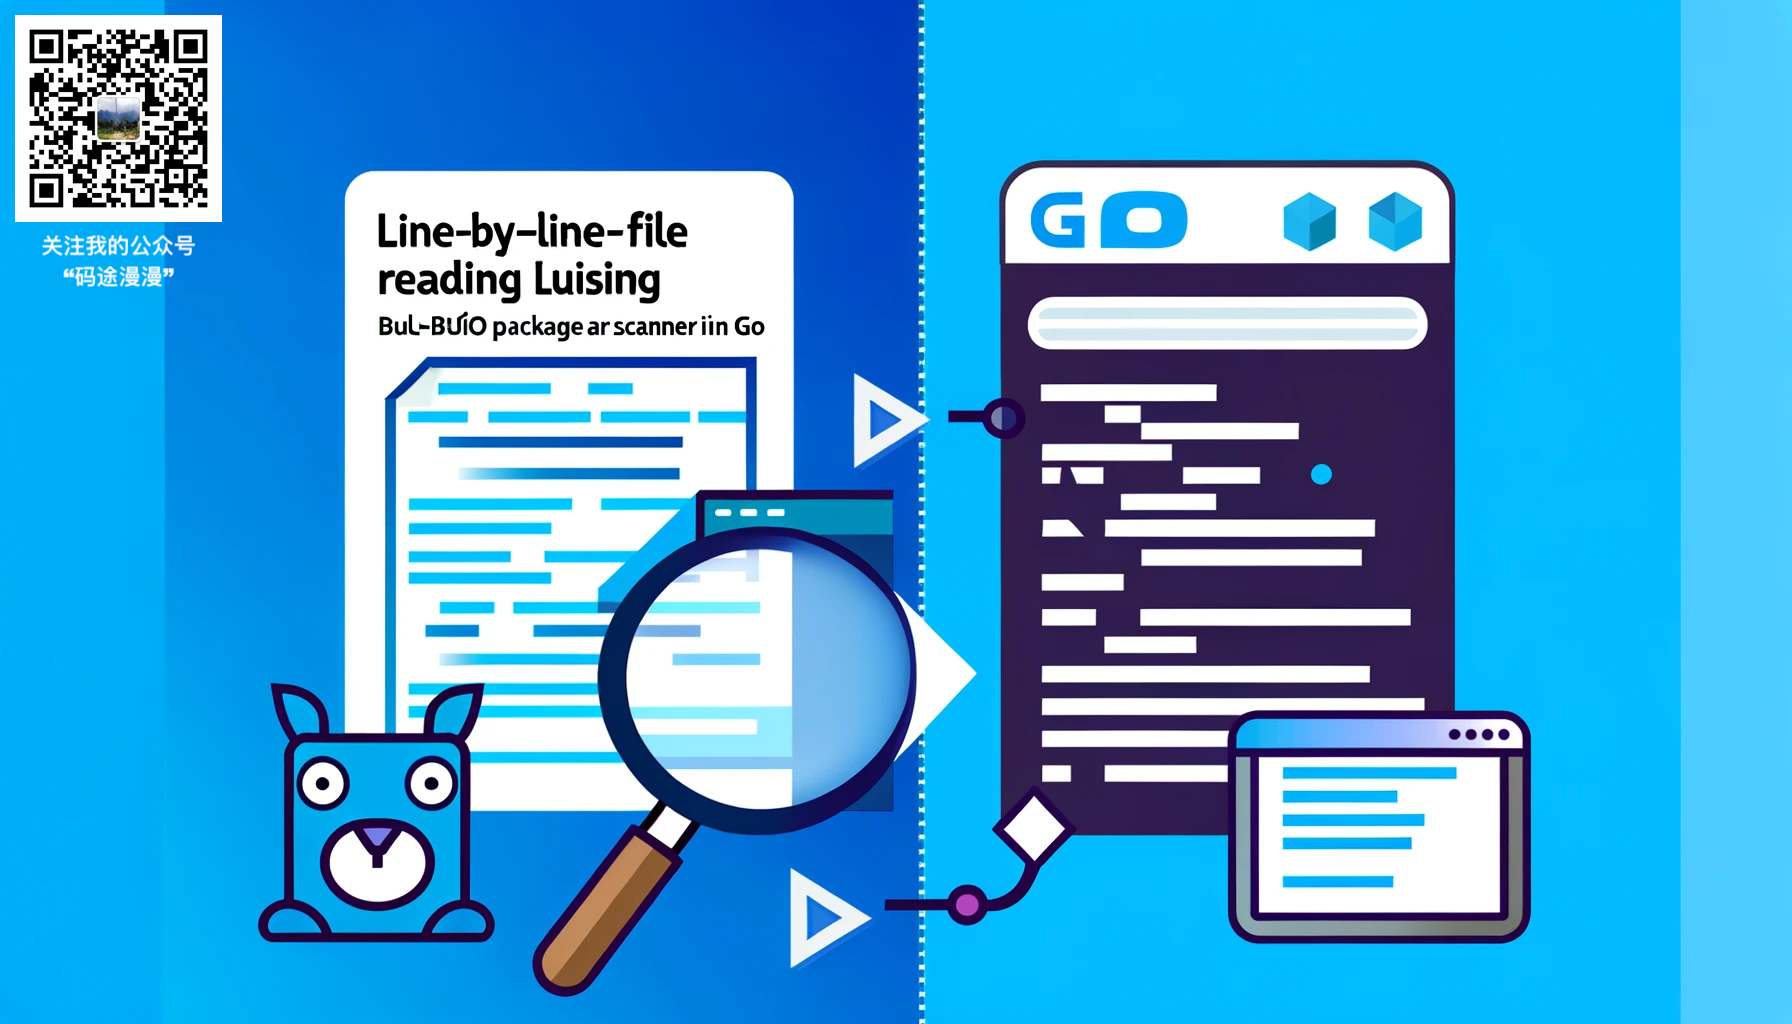 关注我的公众号
“码途漫漫”
Line-by-line-file
reading Luising
BuL-BUÍO package ar scanner iin Go
GO